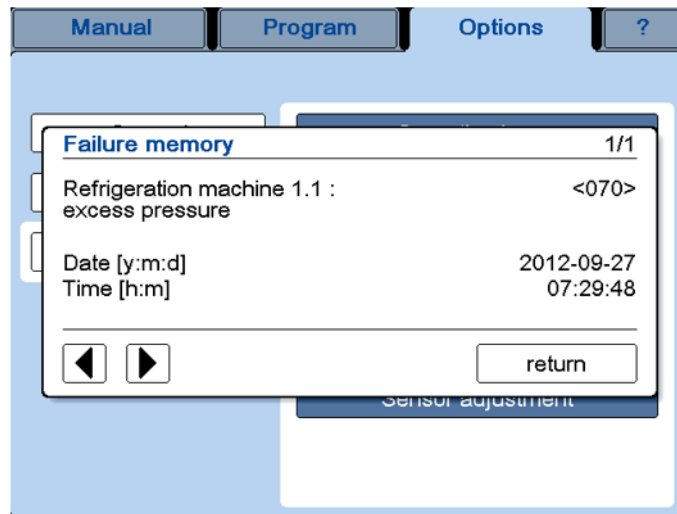 Manual Program Options ?
Failure memory 1/1
Refrigeration machine 1.1 : <070>
excess pressure
Date [y:m:d] 2012-09-27
Time [h:m] 07:29:48
return
Sensor adjustment